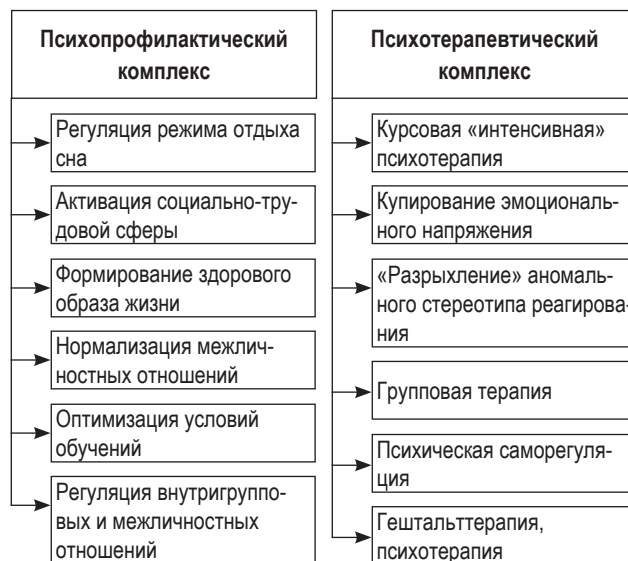 Психопрофилактический
комплекс
Регуляция режима отдыха
сна
Активация социально-тру-
довой сферы
Формирование здорового
образа жизни
Нормализация межлич-
ностных отношений
Оптимизация условий
обучений
Регуляция внутригруппо-
вых и межличностных
отношений
Психотерапевтический
комплекс
Курсовая «интенсивная»
психотерапия
Купирование эмоциональ-
ного напряжения
«Разрыхление» аномаль-
ного стереотипа реагирова-
ния
Групповая терапия
Психическая саморегуля-
ция
Гештальттерапия,
психотерапия